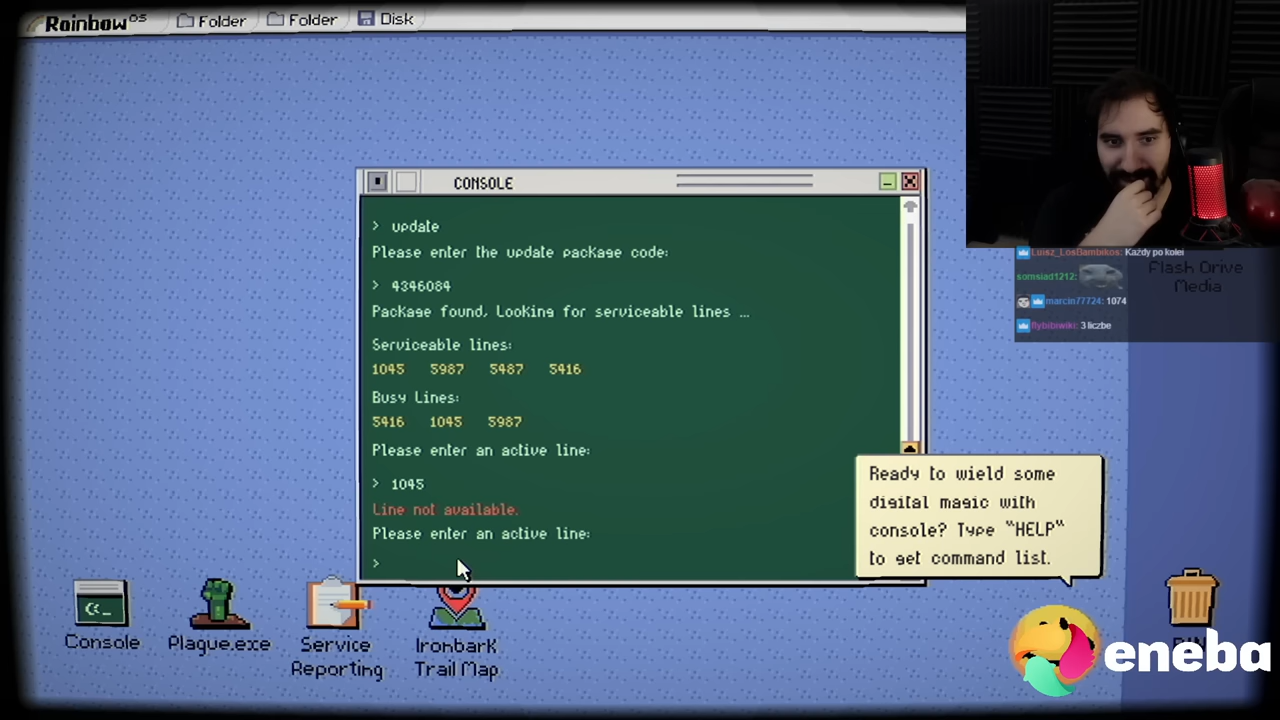 RainbowOS
Folder
Folder
Disk
CONSOLE
> update
Please enter the update package code:
> 4346084
Package found. Looking for serviceable lines ...
Serviceable lines:
1045 5987 5487 5416
Busy Lines:
5416 1045 5987
Please enter an active line:
> 1045
Line not available.
Please enter an active line:
>
Luisz_LosBambikos: Każdy po kolei
somsiad1212:
marcin77724: 1074
flybibiwiki: 3 liczbe
Flash Drive
Media
Ready to wield some
digital magic with
console? Type "HELP"
to get command list.
Console
Plague.exe
Service
Reporting
Ironbark
Trail Map
eneba